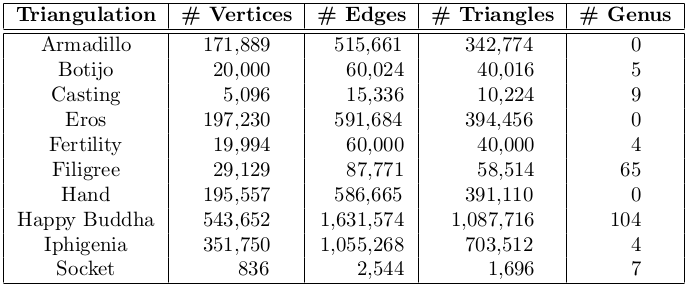 Triangulation # Vertices # Edges # Triangles # Genus
Armadillo 171,889 515,661 342,774 0
Botijo 20,000 60,024 40,016 5
Casting 5,096 15,336 10,224 9
Eros 197,230 591,684 394,456 0
Fertility 19,994 60,000 40,000 4
Filigree 29,129 87,771 58,514 65
Hand 195,557 586,665 391,110 0
Happy Buddha 543,652 1,631,574 1,087,716 104
Iphigenia 351,750 1,055,268 703,512 4
Socket 836 2,544 1,696 7